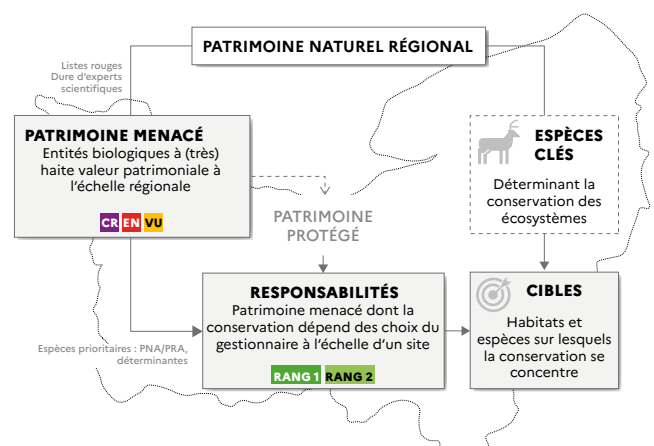 PATRIMOINE NATUREL RÉGIONAL
Listes rouges
Dure d'experts
scientifiques
PATRIMOINE MENACÉ
Entités biologiques à (très)
haite valeur patrimoniale à
l'échelle régionale
CR EN VU
ESPÈCES
CLÉS
Déterminant la
conservation des
écosystèmes
PATRIMOINE
PROTÉGÉ
RESPONSABILITÉS
Patrimoine menacé dont la
conservation dépend des choix du
gestionnaire à l'échelle d'un site
RANG 1 RANG 2
CIBLES
Habitats et
espèces sur lesquels
la conservation se
concentre
Espèces prioritaires : PNA/PRA,
déterminantes